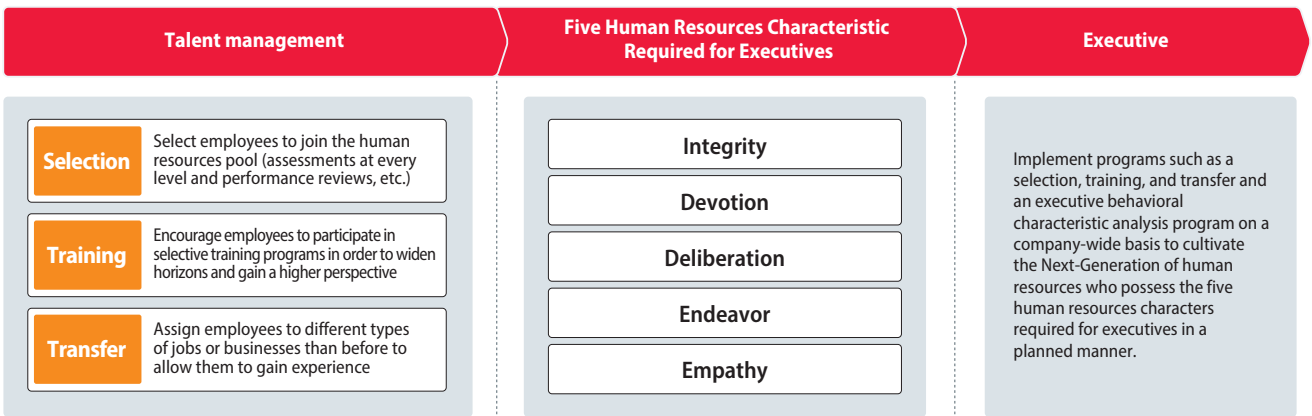 Talent management
Five Human Resources Characteristic
Required for Executives
Executive
Selection
Select employees to join the human
resources pool (assessments at every
level and performance reviews, etc.)
Training
Encourage employees to participate in
selective training programs in order to widen
horizons and gain a higher perspective
Transfer
Assign employees to different types
of jobs or businesses than before to
allow them to gain experience
Integrity
Devotion
Deliberation
Endeavor
Empathy
Implement programs such as a
selection, training, and transfer and
an executive behavioral
characteristic analysis program on a
company-wide basis to cultivate
the Next-Generation of human
resources who possess the five
human resources characters
required for executives in a
planned manner.